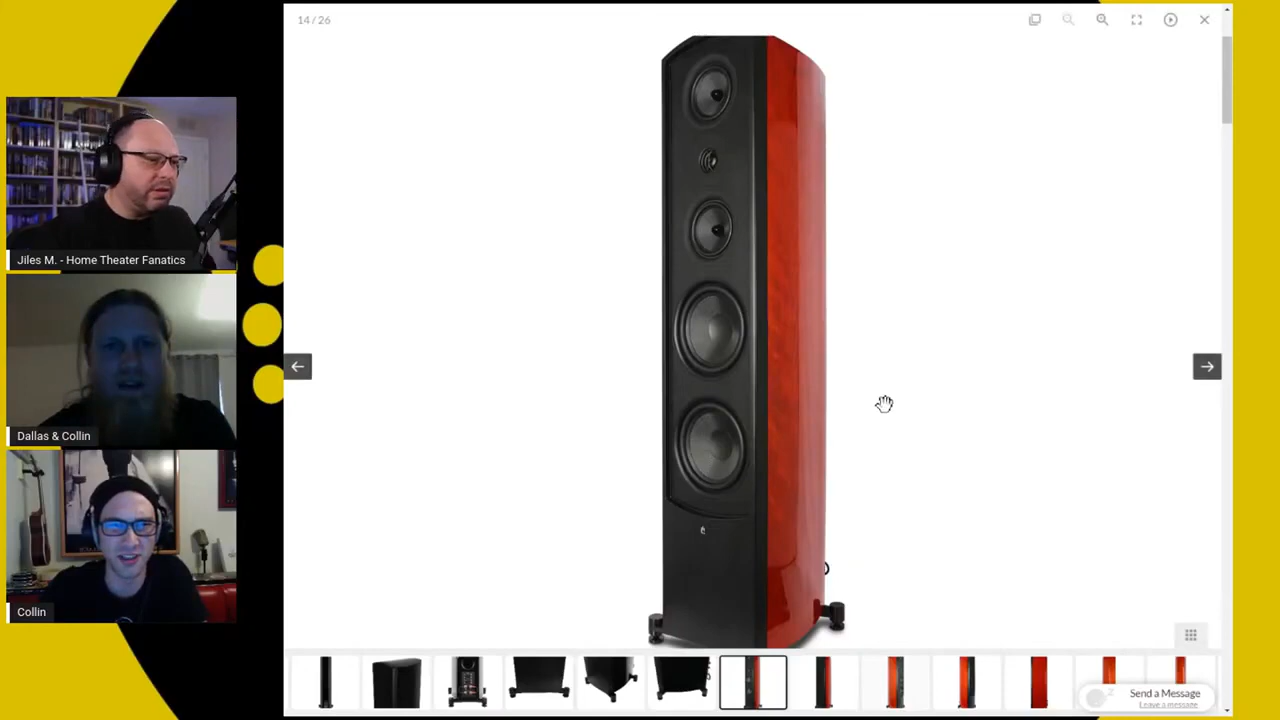 14 / 26
Jiles M. - Home Theater Fanatics
Dallas & Collin
Collin
Send a Message
Leave a message